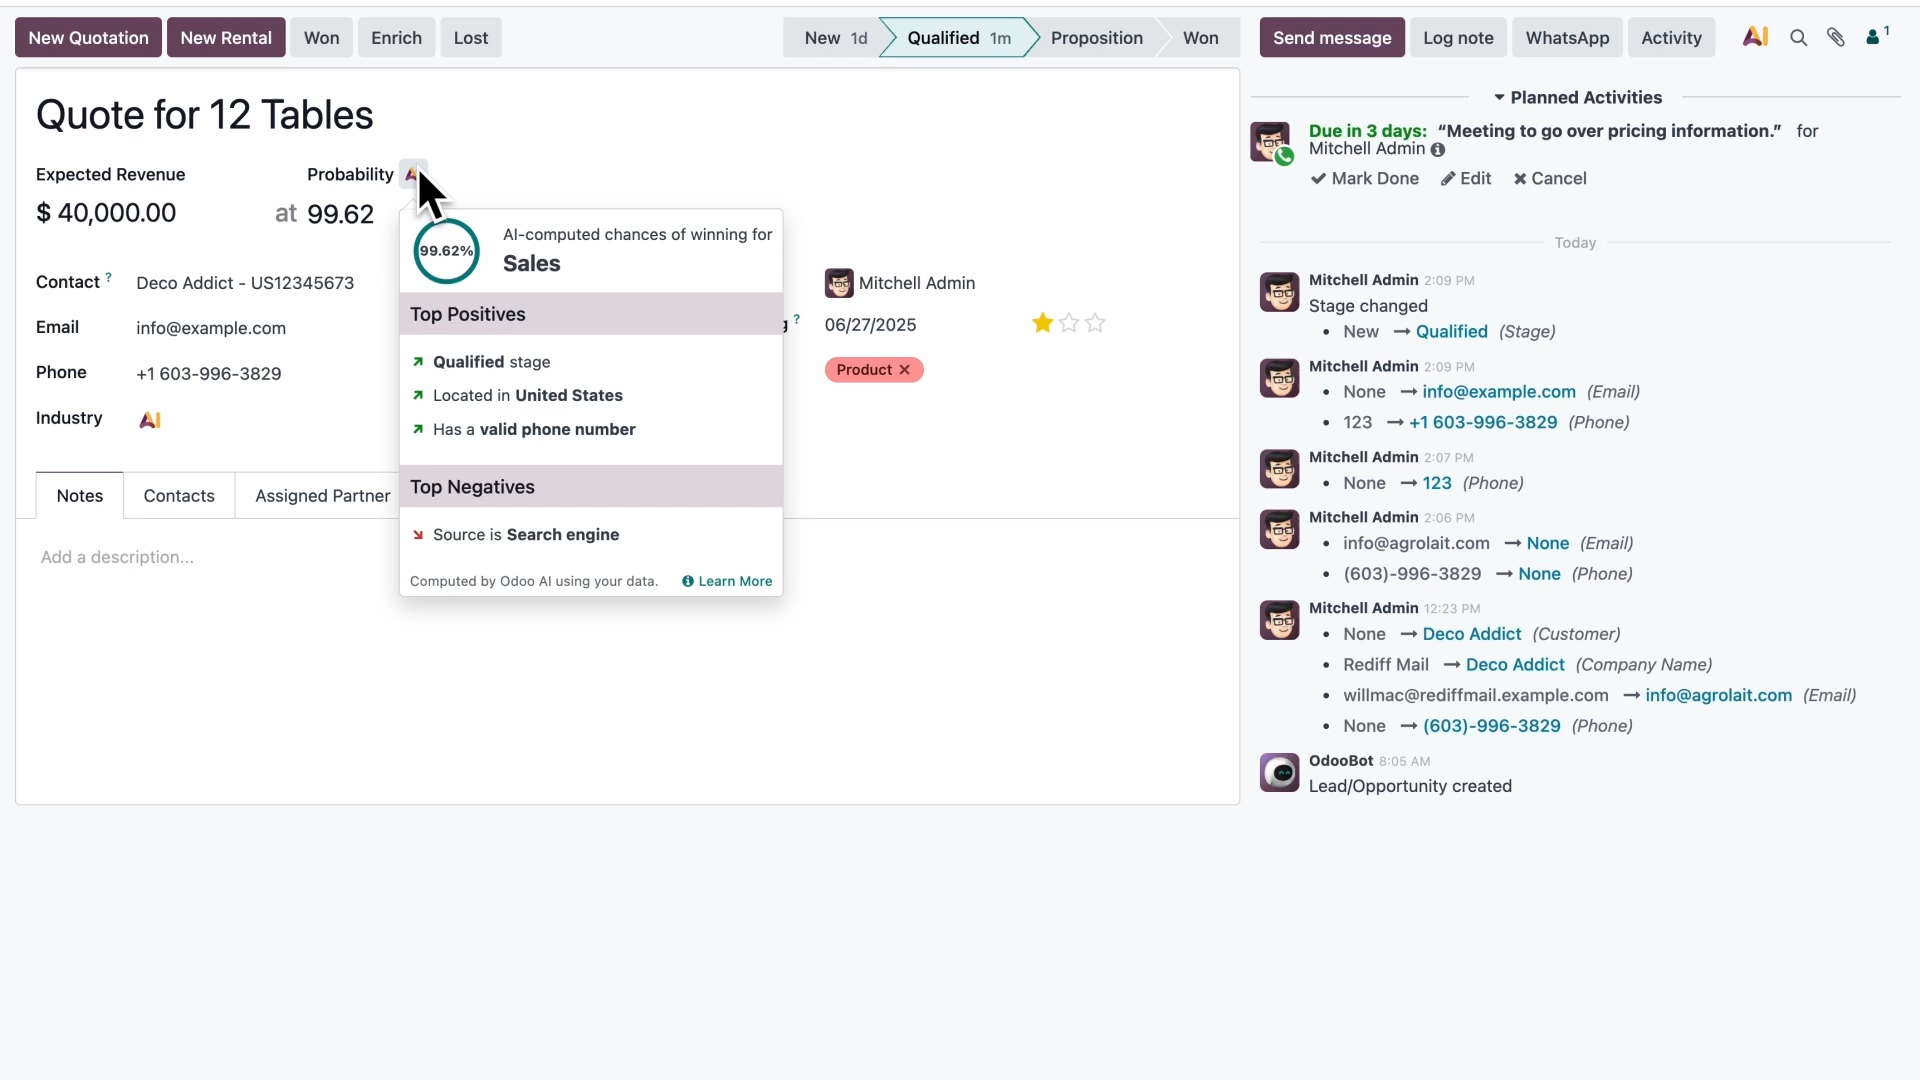 New Quotation
New Rental
Won
Enrich
Lost
New 1d
Qualified 1m
Proposition
Won
Send message
Log note
WhatsApp
Activity
AI
1
Quote for 12 Tables
Expected Revenue
Probability
$ 40,000.00
at 99.62
99.62%
AI-computed chances of winning for
Sales
Top Positives
Qualified stage
Located in United States
Has a valid phone number
Top Negatives
Source is Search engine
Computed by Odoo AI using your data.
Learn More
Contact ?
Deco Addict - US12345673
Email
info@example.com
Phone
+1 603-996-3829
Industry
AI
Mitchell Admin
?
06/27/2025
Product
Notes
Contacts
Assigned Partner
Add a description...
Planned Activities
Due in 3 days: “Meeting to go over pricing information.” for
Mitchell Admin
Mark Done
Edit
Cancel
Today
Mitchell Admin 2:09 PM
Stage changed
New → Qualified (Stage)
Mitchell Admin 2:09 PM
None → info@example.com (Email)
123 → +1 603-996-3829 (Phone)
Mitchell Admin 2:07 PM
None → 123 (Phone)
Mitchell Admin 2:06 PM
info@agrolait.com → None (Email)
(603)-996-3829 → None (Phone)
Mitchell Admin 12:23 PM
None → Deco Addict (Customer)
Rediff Mail → Deco Addict (Company Name)
willmac@rediffmail.example.com → info@agrolait.com (Email)
None → (603)-996-3829 (Phone)
OdooBot 8:05 AM
Lead/Opportunity created